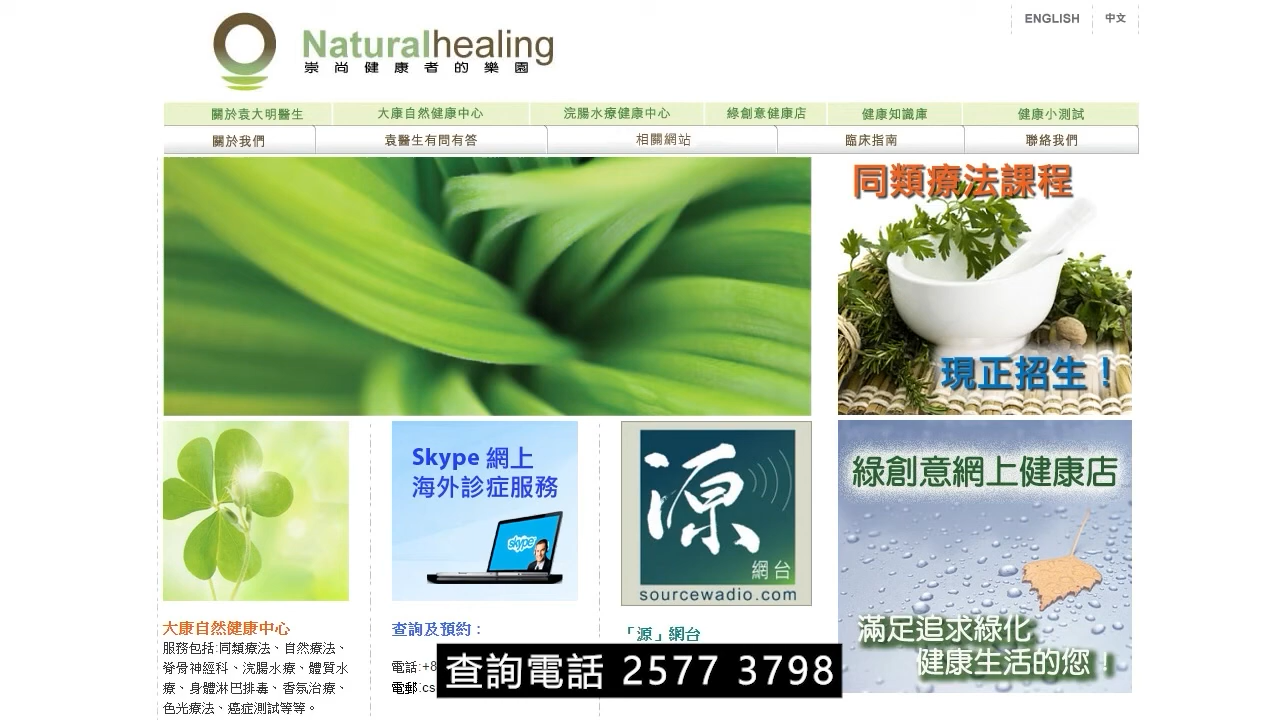 ENGLISH 中文
Naturalhealing
崇尚健康者的樂園
關於袁大明醫生 大康自然健康中心 浣腸水療健康中心 綠創意健康店 健康知識庫 健康小測試
關於我們 袁醫生有問有答 相關網站 臨床指南 聯絡我們
同類療法課程
現正招生！
Skype 網上
海外診症服務
skype
源
網台
sourcewadio.com
綠創意網上健康店
滿足追求綠化
健康生活的您！
大康自然健康中心
服務包括:同類療法、自然療法、
脊骨神經科、浣腸水療、體質水
療、身體淋巴排毒、香氛治療、
色光療法、癌症測試等等。
查詢及預約：
電話:+8
電郵:cs
「源」網台
查詢電話 2577 3798